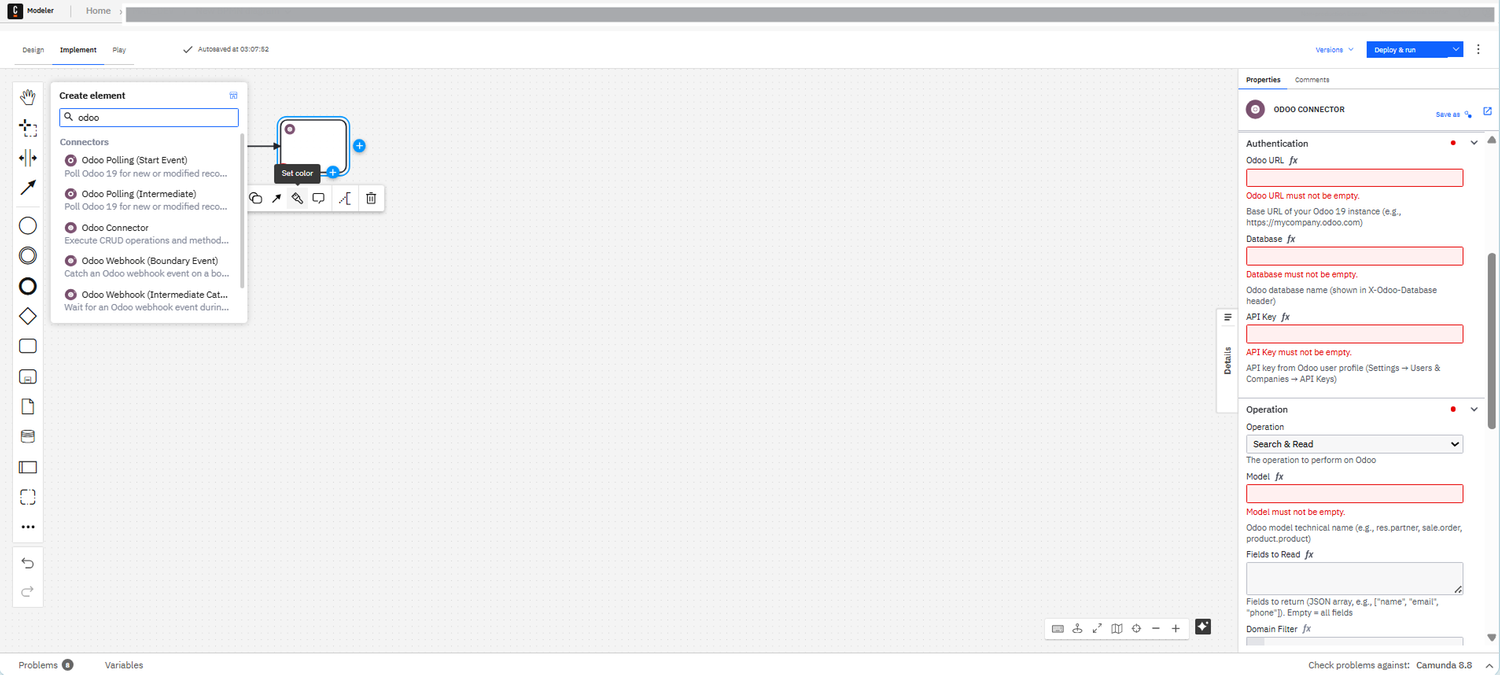 C Modeler Home
Design Implement Play Autosaved at 03:07:52 Versions Deploy & run
Create element
odoo
Connectors
Odoo Polling (Start Event)
Poll Odoo 19 for new or modified reco...
Odoo Polling (Intermediate)
Poll Odoo 19 for new or modified reco...
Odoo Connector
Execute CRUD operations and method...
Odoo Webhook (Boundary Event)
Catch an Odoo webhook event on a bo...
Odoo Webhook (Intermediate Cat...
Wait for an Odoo webhook event durin...
Set color
Details
Properties Comments
ODOO CONNECTOR
Save as
Authentication
Odoo URL fx
Odoo URL must not be empty.
Base URL of your Odoo 19 instance (e.g.,
https://mycompany.odoo.com)
Database fx
Database must not be empty.
Odoo database name (shown in X-Odoo-Database
header)
API Key fx
API Key must not be empty.
API key from Odoo user profile (Settings → Users &
Companies → API Keys)
Operation
Operation
Search & Read
The operation to perform on Odoo
Model fx
Model must not be empty.
Odoo model technical name (e.g., res.partner, sale.order,
product.product)
Fields to Read fx
Fields to return (JSON array, e.g., ["name", "email",
"phone"]). Empty = all fields
Domain Filter fx
Problems 8 Variables Check problems against: Camunda 8.8